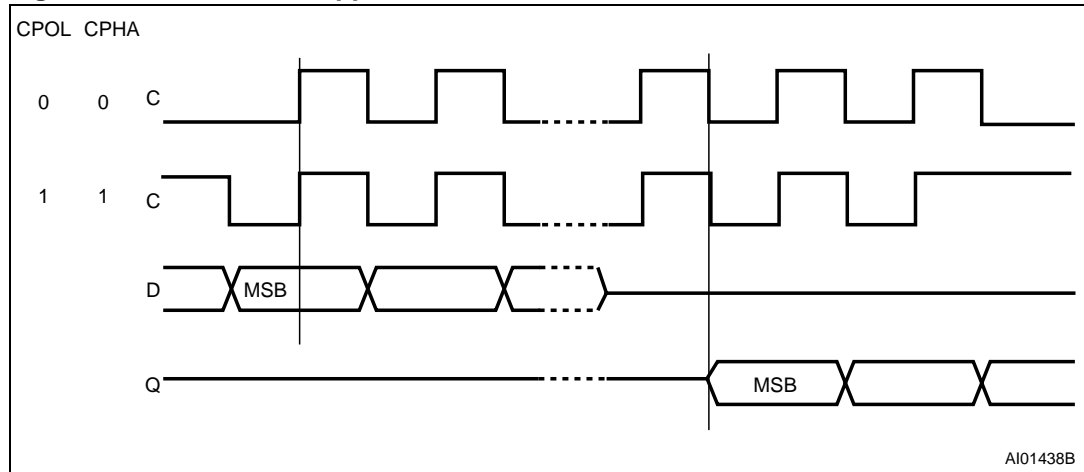 CPOL CPHA
0 0 C
1 1 C
D MSB
Q MSB
AI01438B